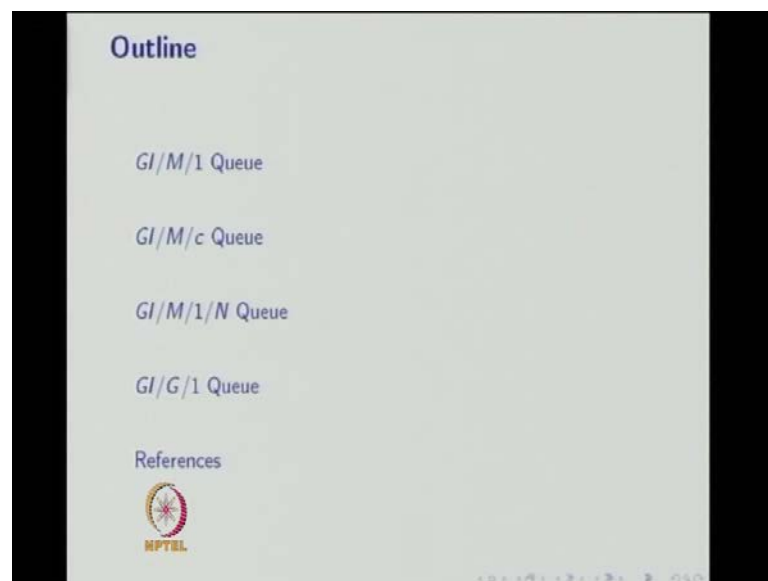 Outline
GI/M/1 Queue
GI/M/c Queue
GI/M/1/N Queue
GI/G/1 Queue
References
NPTEL